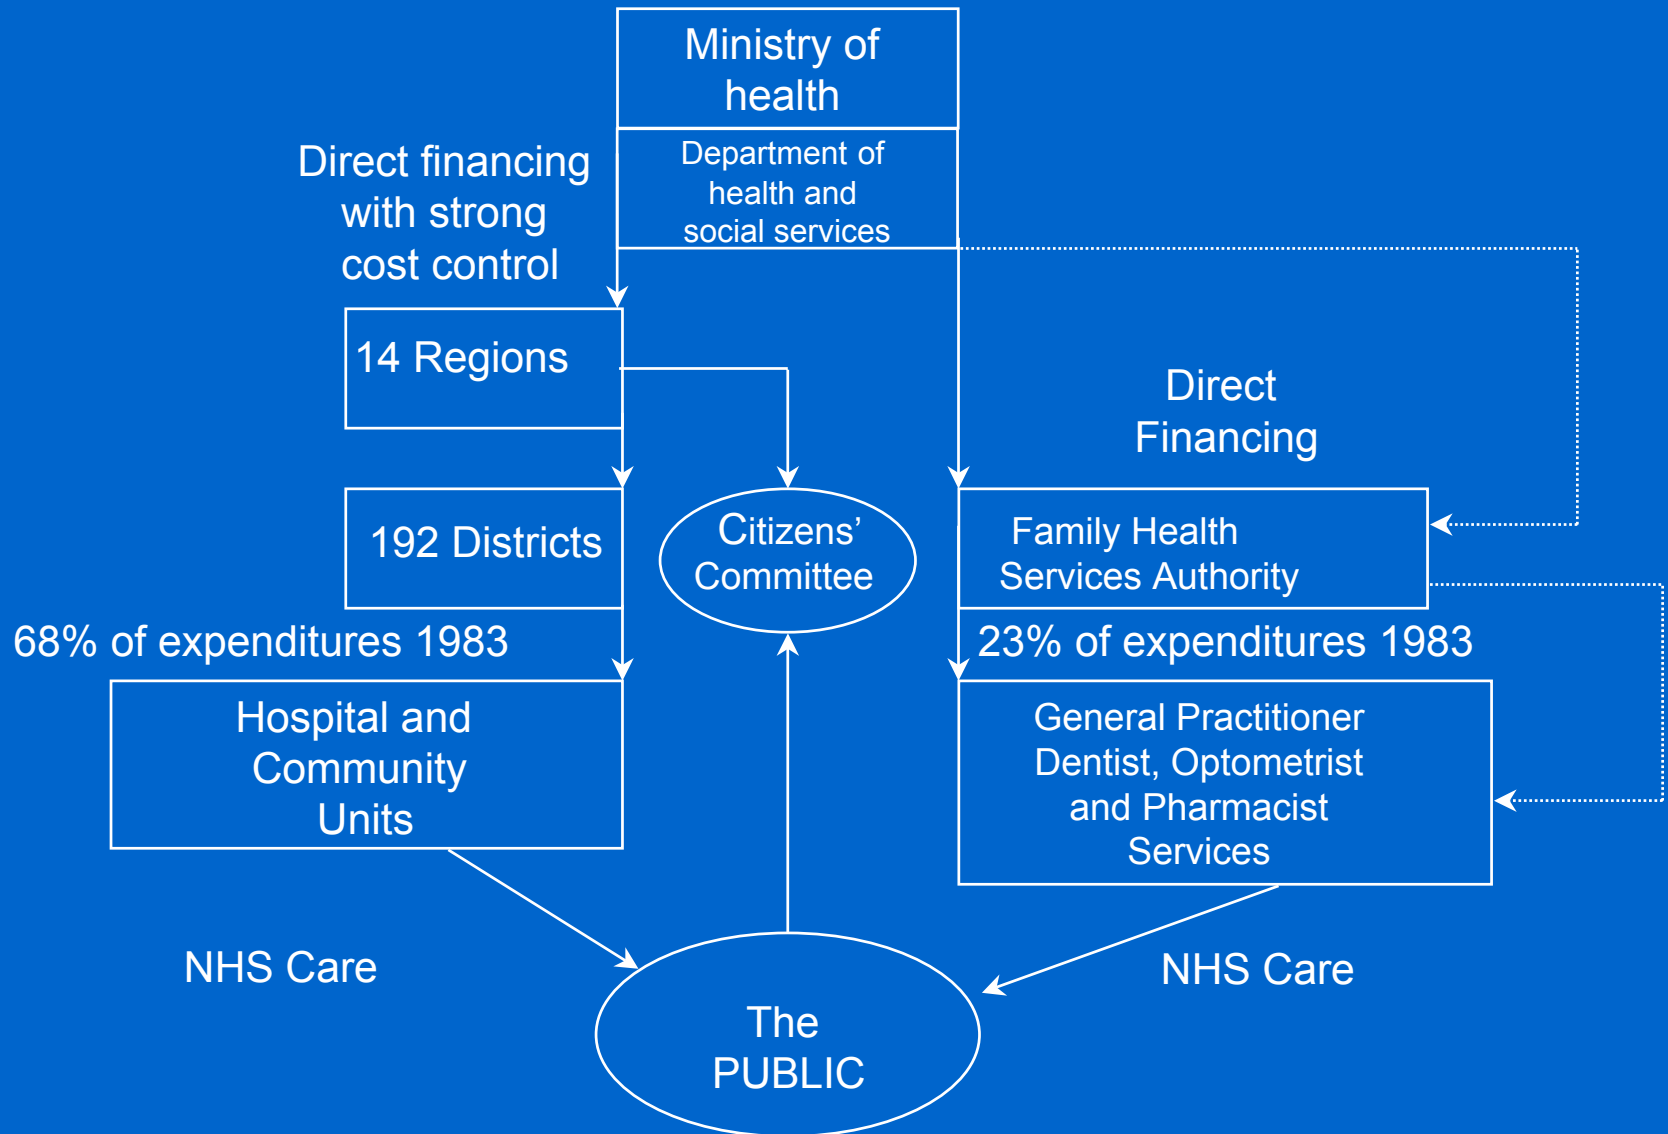 Ministry of
health
Department of
health and
social services
Direct financing
with strong
cost control
14 Regions
Direct
Financing
192 Districts
Citizens’
Committee
Family Health
Services Authority
68% of expenditures 1983
23% of expenditures 1983
Hospital and
Community
Units
General Practitioner
Dentist, Optometrist
and Pharmacist
Services
NHS Care
NHS Care
The
PUBLIC